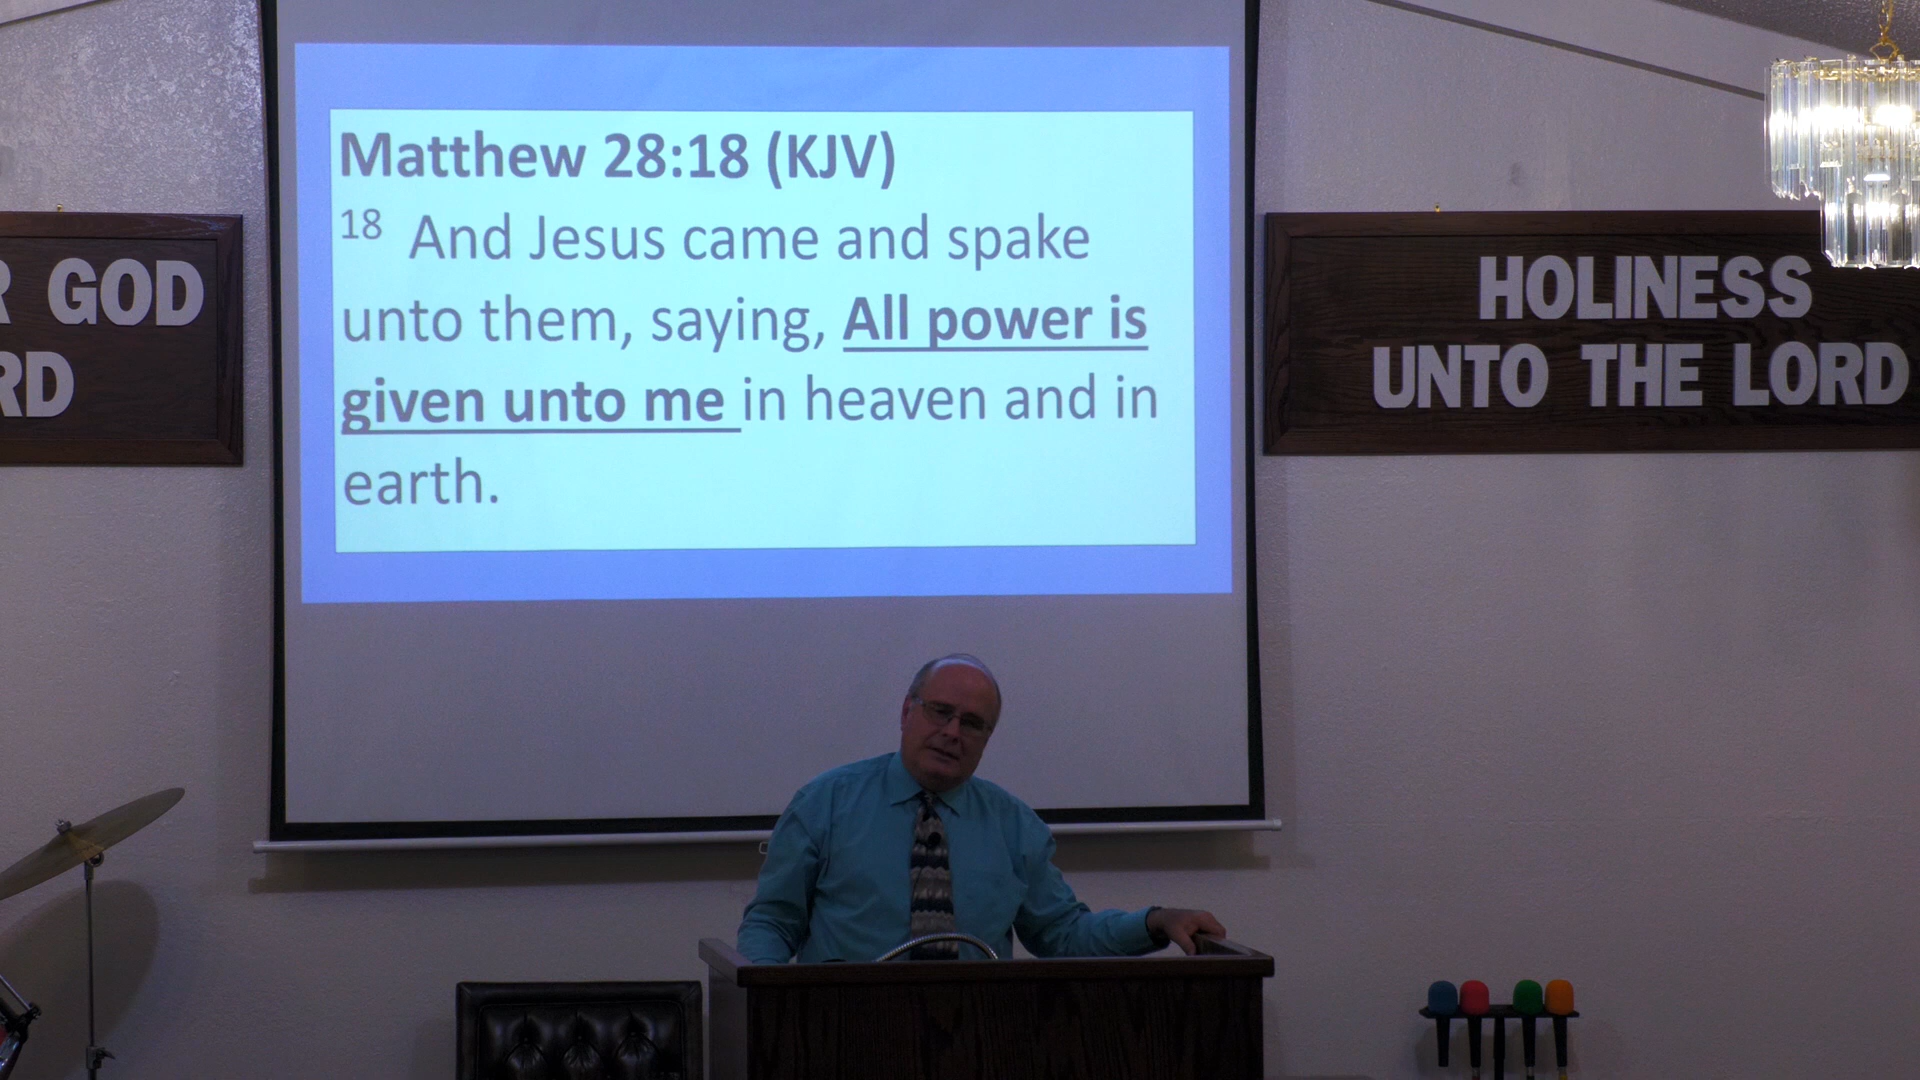 Matthew 28:18 (KJV)
18 And Jesus came and spake
unto them, saying, All power is
given unto me in heaven and in
earth.
GOD
HOLINESS
UNTO THE LORD